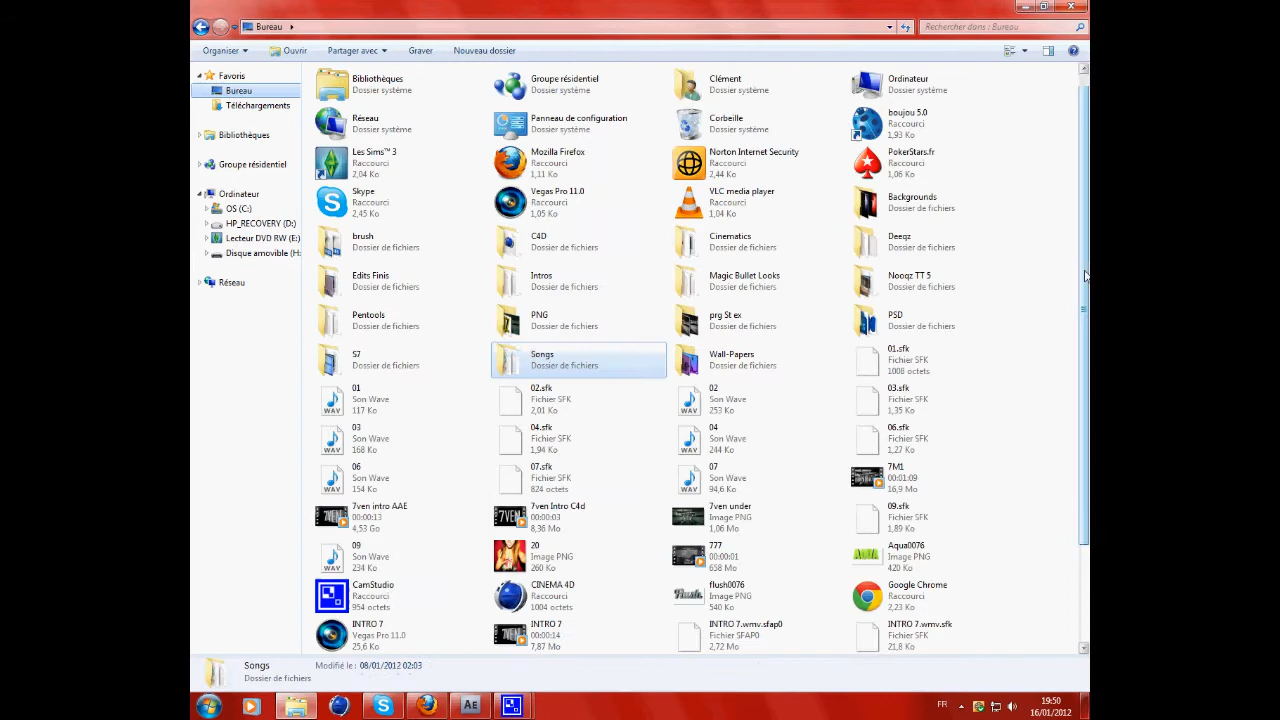 Bureau
Rechercher dans : Bureau
Organiser
Ouvrir
Partager avec
Graver
Nouveau dossier
Favoris
Bureau
Téléchargements
Bibliothèques
Groupe résidentiel
Ordinateur
OS (C:)
HP_RECOVERY (D:)
Lecteur DVD RW (E:)
Disque amovible (H:
Réseau
Bibliothèques
Dossier système
Groupe résidentiel
Dossier système
Clément
Dossier système
Ordinateur
Dossier système
Réseau
Dossier système
Panneau de configuration
Dossier système
Corbeille
Dossier système
boujou 5.0
Raccourci
1,93 Ko
Les Sims™ 3
Raccourci
2,04 Ko
Mozilla Firefox
Raccourci
1,11 Ko
Norton Internet Security
Raccourci
2,44 Ko
PokerStars.fr
Raccourci
1,06 Ko
Skype
Raccourci
2,45 Ko
Vegas Pro 11.0
Raccourci
1,05 Ko
VLC media player
Raccourci
1,04 Ko
Backgrounds
Dossier de fichiers
brush
Dossier de fichiers
C4D
Dossier de fichiers
Cinematics
Dossier de fichiers
Deeqz
Dossier de fichiers
Edits Finis
Dossier de fichiers
Intros
Dossier de fichiers
Magic Bullet Looks
Dossier de fichiers
Nooqz TT 5
Dossier de fichiers
Pentools
Dossier de fichiers
PNG
Dossier de fichiers
prg St ex
Dossier de fichiers
PSD
Dossier de fichiers
S7
Dossier de fichiers
Songs
Dossier de fichiers
Wall-Papers
Dossier de fichiers
01.sfk
Fichier SFK
1008 octets
01
Son Wave
117 Ko
02.sfk
Fichier SFK
2,01 Ko
02
Son Wave
253 Ko
03.sfk
Fichier SFK
1,35 Ko
03
Son Wave
168 Ko
04.sfk
Fichier SFK
1,94 Ko
04
Son Wave
244 Ko
06.sfk
Fichier SFK
1,27 Ko
06
Son Wave
154 Ko
07.sfk
Fichier SFK
824 octets
07
Son Wave
94,6 Ko
7M1
00:01:09
16,9 Mo
7ven intro AAE
00:00:13
4,53 Go
7ven Intro C4d
00:00:03
8,36 Mo
7ven under
Image PNG
1,06 Mo
09.sfk
Fichier SFK
1,89 Ko
09
Son Wave
234 Ko
20
Image PNG
260 Ko
777
00:00:01
658 Mo
Aqua0076
Image PNG
420 Ko
CamStudio
Raccourci
954 octets
CINEMA 4D
Raccourci
1004 octets
flush0076
Image PNG
540 Ko
Google Chrome
Raccourci
2,23 Ko
INTRO 7
Vegas Pro 11.0
25,6 Ko
INTRO 7
00:00:14
7,87 Mo
INTRO 7.wmv.sfap0
Fichier SFAP0
2,72 Mo
INTRO 7.wmv.sfk
Fichier SFK
21,8 Ko
Songs
Modifié le : 08/01/2012 02:03
Dossier de fichiers
AE
FR
19:50
16/01/2012